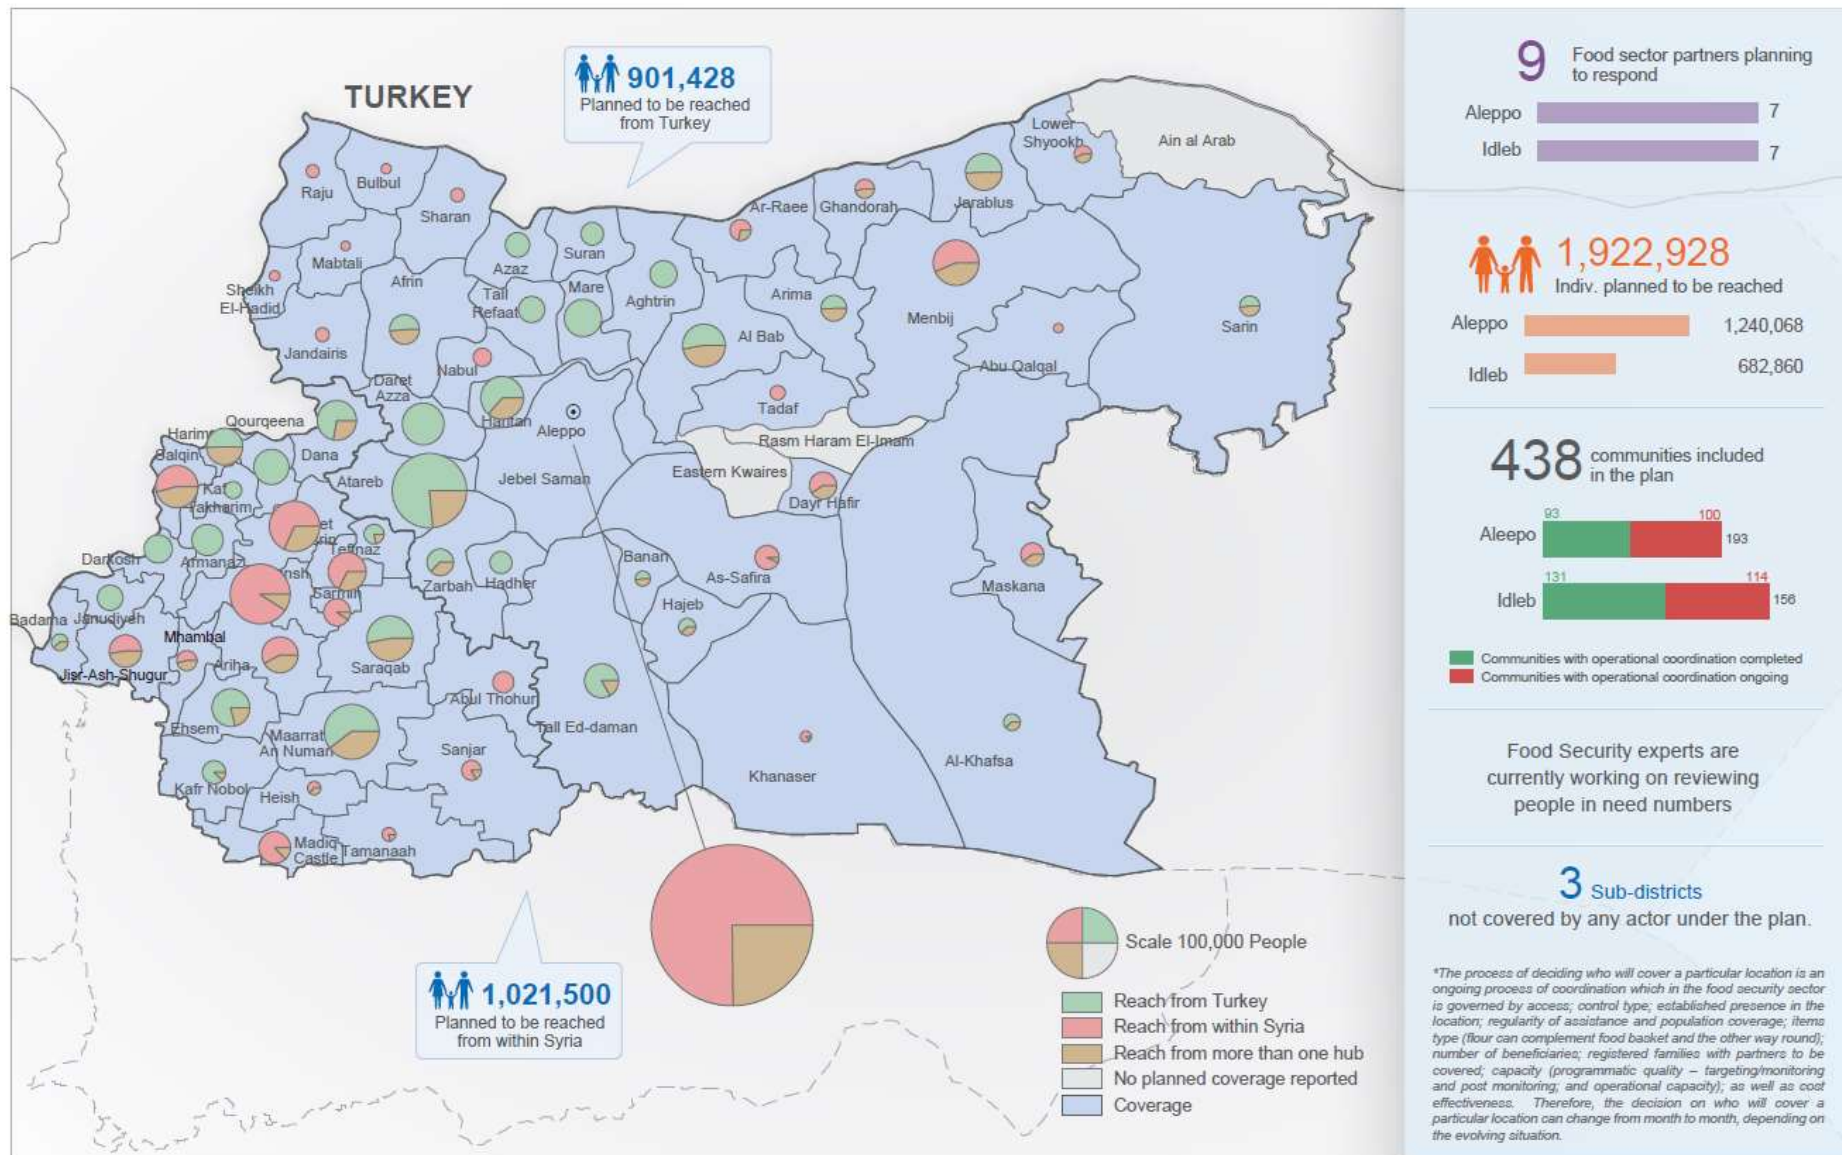 TURKEY
901,428
Planned to be reached
from Turkey
Lower
Shyookh
Ain al Arab
Raju
Bulbul
Sharan
Ar-Raee
Ghandorah
Jarablus
Mabtali
Azaz
Suran
Sheikh
El-Hadid
Afrin
Tall
Refaat
Mare
Aghtrin
Arima
Menbij
Sarin
Jandairis
Nabul
Al Bab
Abu Qalqal
Daret
Azza
Haritan
Aleppo
Tadaf
Qourqeena
Harim
Salqin
Dana
Rasm Haram El-Imam
Atareb
Jebel Saman
Eastern Kwaires
Dayr Hafir
Kafr
Takharim
Teftnaz
Darkosh
Armanaz
Sarmin
Zarbah
Hadher
Banan
As-Safira
Maskana
Hajeb
Badama
Janudiyeh
Mhambal
Ariha
Saraqab
Jisr-Ash-Shugur
Abul Thohur
Ehsem
Maarrat
An Numan
Tall Ed-daman
Sanjar
Kafr Nobol
Heish
Khanaser
Al-Khafsa
Madiq
Castle
Tamanaah
1,021,500
Planned to be reached
from within Syria
Scale 100,000 People
Reach from Turkey
Reach from within Syria
Reach from more than one hub
No planned coverage reported
Coverage
9 Food sector partners planning
to respond
Aleppo 7
Idleb 7
1,922,928
Indiv. planned to be reached
Aleppo 1,240,068
Idleb 682,860
438 communities included
in the plan
93 100
Aleepo 193
131 114
Idleb 156
Communities with operational coordination completed
Communities with operational coordination ongoing
Food Security experts are
currently working on reviewing
people in need numbers
3 Sub-districts
not covered by any actor under the plan.
*The process of deciding who will cover a particular location is an
ongoing process of coordination which in the food security sector
is governed by access; control type; established presence in the
location; regularity of assistance and population coverage; items
type (flour can complement food basket and the other way round);
number of beneficiaries; registered families with partners to be
covered; capacity (programmatic quality – targeting/monitoring
and post monitoring; and operational capacity); as well as cost
effectiveness. Therefore, the decision on who will cover a
particular location can change from month to month, depending on
the evolving situation.